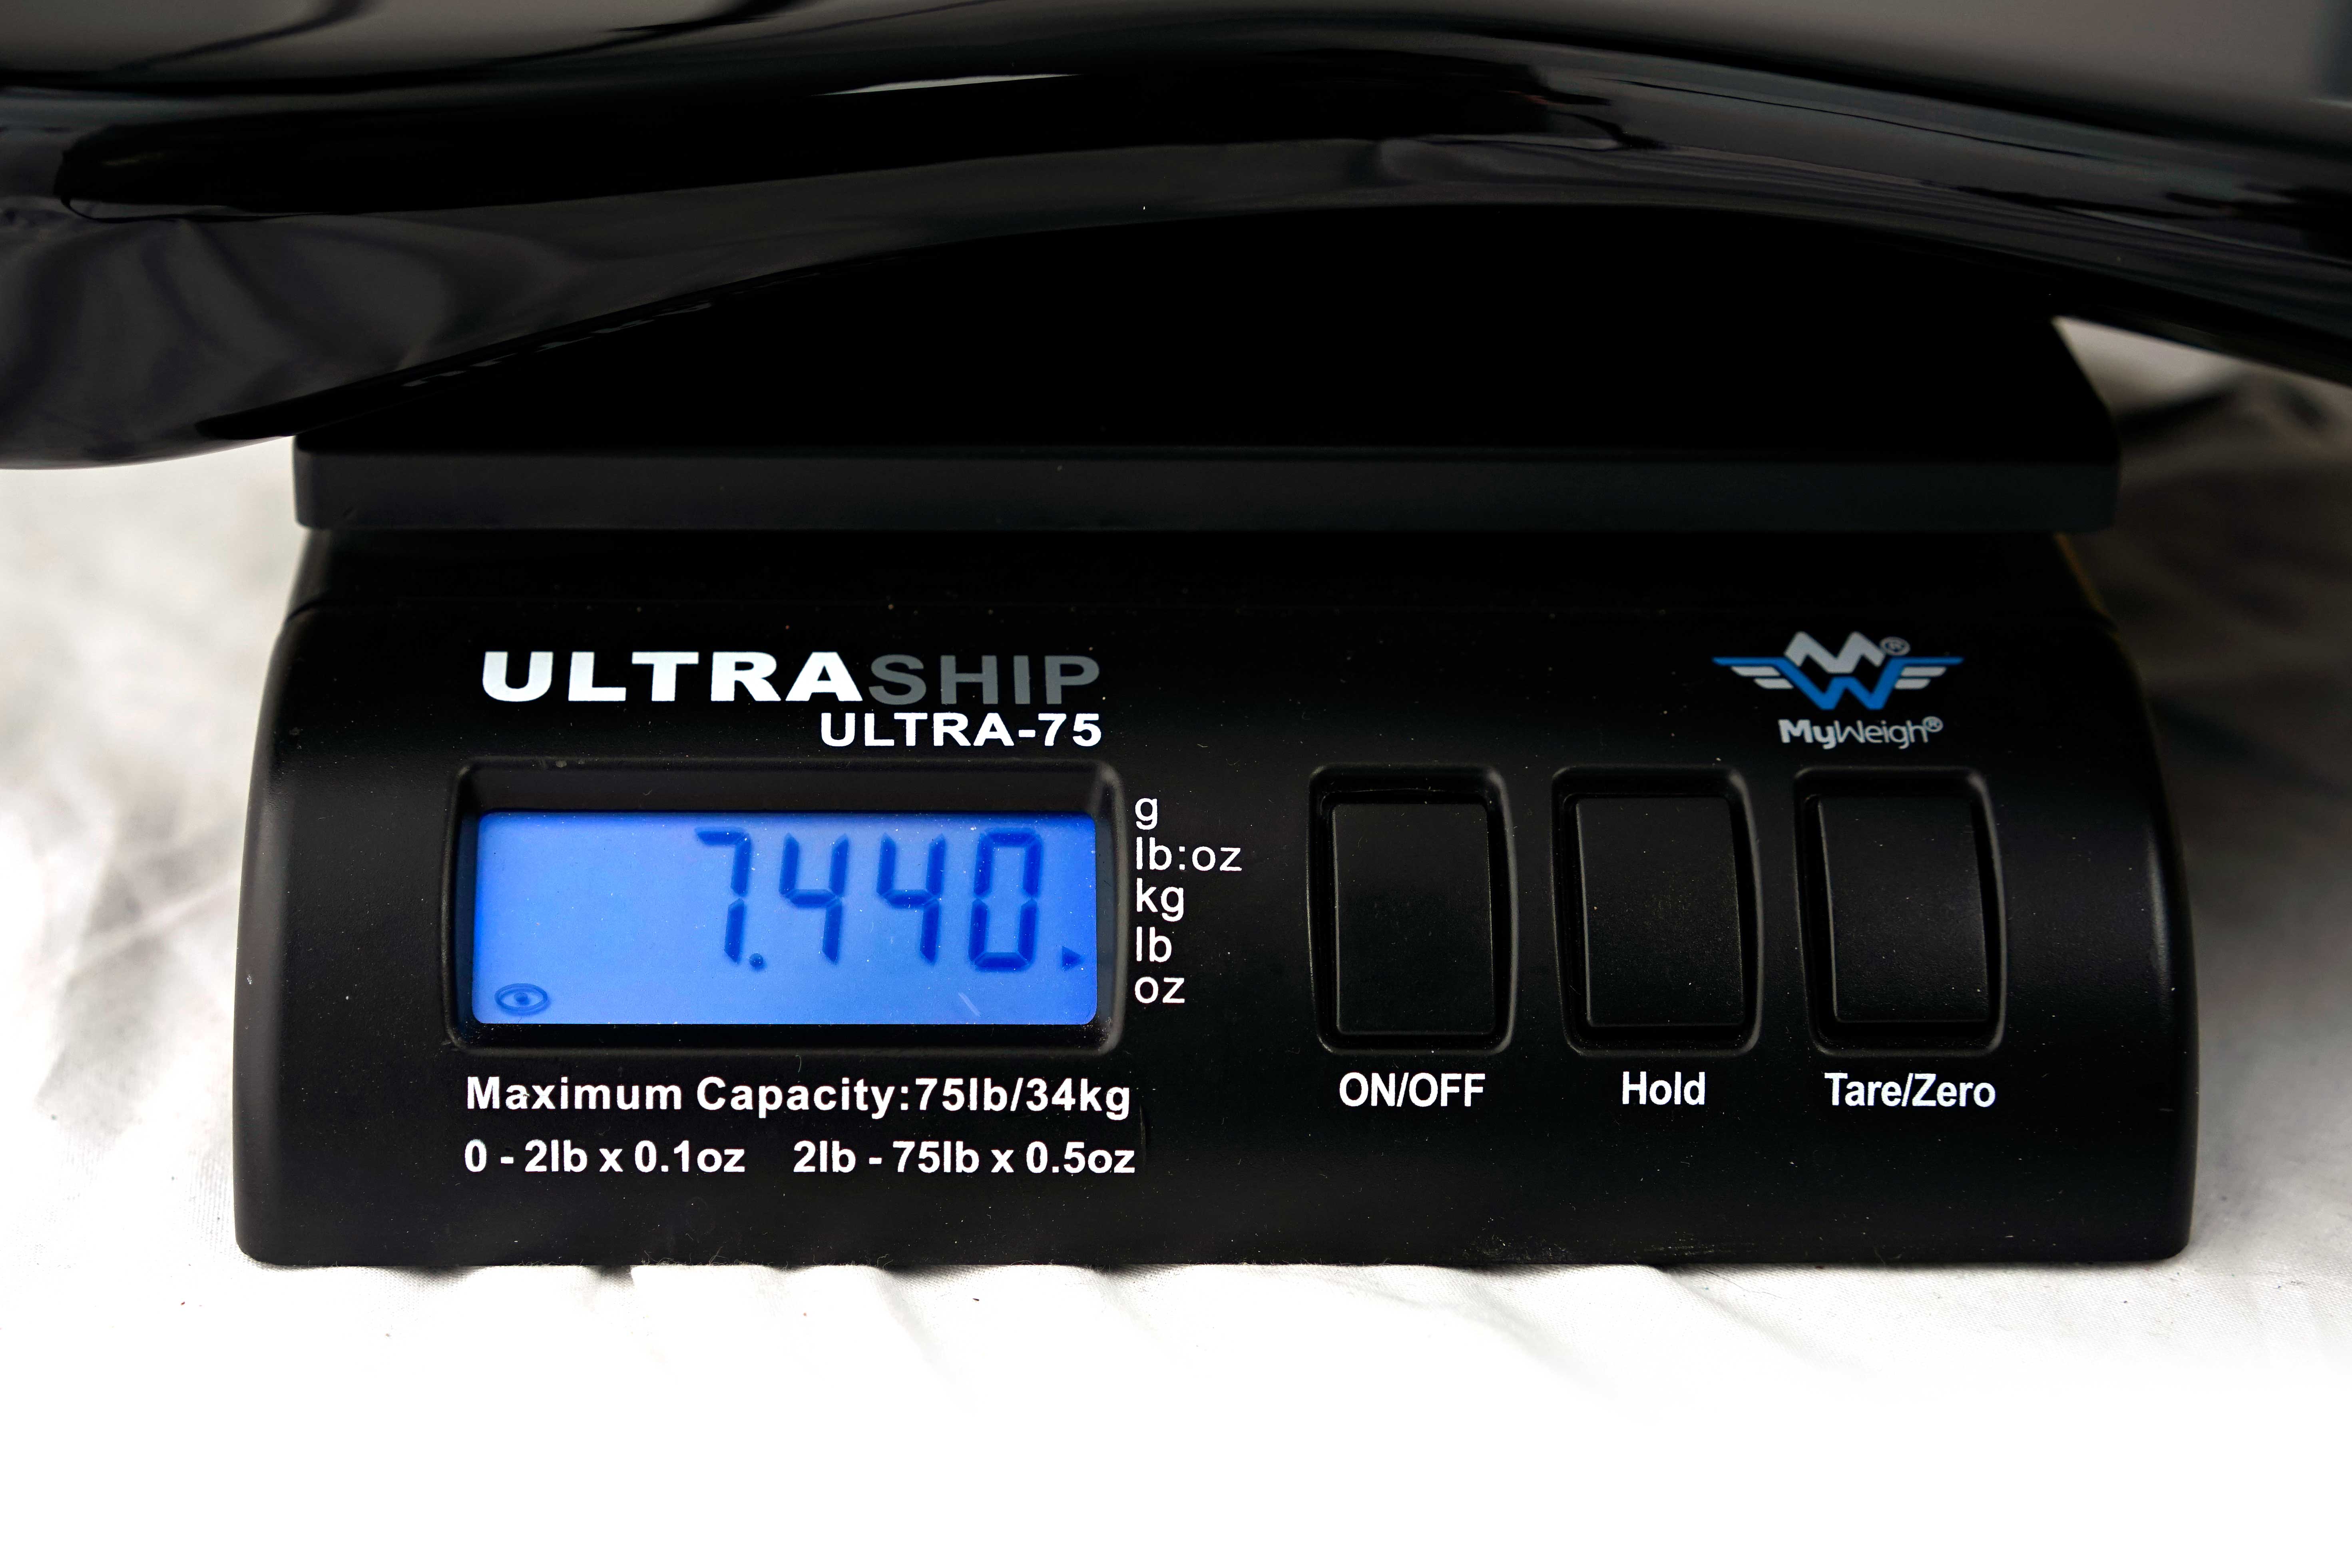 ULTRASHIP
ULTRA-75
MW®
MyWeigh®
7.440
g
lb:oz
kg
lb
oz
Maximum Capacity:75lb/34kg
0 - 2lb x 0.1oz 2lb - 75lb x 0.5oz
ON/OFF
Hold
Tare/Zero